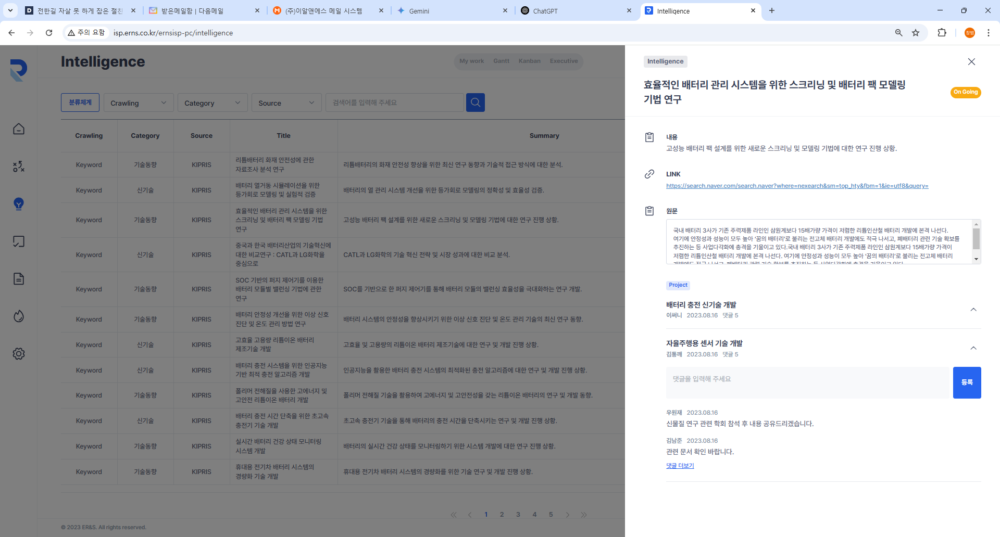 전한길 자살 못 하게 잡은 절친
받은메일함 | 다음메일
(주)이알앤에스 메일 시스템
Gemini
ChatGPT
Intelligence
주의 요함
isp.erns.co.kr/ernsisp-pc/intelligence
창범
Intelligence
My work Gantt Kanban Executive
분류체계 Crawling Category Source 검색어를 입력해 주세요
Crawling Category Source Title Summary
Keyword 기술동향 KIPRIS
리튬배터리 화재 안전성에 관한
자료조사 분석 연구
리튬배터리의 화재 안전성 향상을 위한 최신 연구 동향과 기술적 접근 방식에 대한 분석.
Keyword 신기술 KIPRIS
배터리 열거동 시뮬레이션을 위한
등가회로 모델링 및 실험적 검증
배터리의 열 관리 시스템 개선을 위한 등가회로 모델링의 정확성 및 효율성 검증.
Keyword 기술동향 KIPRIS
효율적인 배터리 관리 시스템을 위한
스크리닝 및 배터리 팩 모델링 기법
연구
고성능 배터리 팩 설계를 위한 새로운 스크리닝 및 모델링 기법에 대한 연구 진행 상황.
Keyword 신기술 KIPRIS
중국과 한국 배터리산업의 기술혁신에
대한 비교연구 : CATL과 LG화학을
중심으로
CATL과 LG화학의 기술 혁신 전략 및 시장 성과에 대한 비교 분석.
Keyword 기술동향 KIPRIS
SOC 기반의 퍼지 제어기를 이용한
배터리 모듈별 밸런싱 기법에 관한
연구
SOC를 기반으로 한 퍼지 제어기를 통해 배터리 모듈의 밸런싱 효율성을 극대화하는 연구 개발.
Keyword 기술동향 KIPRIS
배터리 안정성 개선을 위한 이상 신호
진단 및 온도 관리 방법 연구
배터리 시스템의 안정성을 향상시키기 위한 이상 신호 진단 및 온도 관리 기술의 최신 연구 동향.
Keyword 신기술 KIPRIS
고효율 고용량 리튬이온 배터리
제조기술 개발
고효율 및 고용량의 리튬이온 배터리 제조기술에 대한 연구 및 개발 진행 상황.
Keyword 신기술 KIPRIS
배터리 충전 시스템을 위한 인공지능
기반 최적 충전 알고리즘 개발
인공지능을 활용한 배터리 충전 시스템의 최적화된 충전 알고리즘에 대한 연구 및 개발 진행 상황.
Keyword 기술동향 KIPRIS
폴리머 전해질을 사용한 고에너지 및
고안전 리튬이온 배터리 개발
폴리머 전해질 기술을 활용하여 고에너지 및 고안전성을 갖는 리튬이온 배터리의 연구 및 개발 동향.
Keyword 신기술 KIPRIS
배터리 충전 시간 단축을 위한 초고속
충전기 기술 개발
초고속 충전기 기술을 통해 배터리의 충전 시간을 단축시키는 연구 및 개발 진행 상황.
Keyword 기술동향 KIPRIS
실시간 배터리 건강 상태 모니터링
시스템 개발
배터리의 실시간 건강 상태를 모니터링하기 위한 시스템 개발에 대한 연구 진행 상황.
Keyword 기술동향 KIPRIS
휴대용 전기차 배터리 시스템의
경량화 기술 개발
휴대용 전기차 배터리 시스템의 경량화를 위한 기술 연구 및 개발 진행 상황.
1 2 3 4 5
© 2023 ER&S. All rights reserved.
Intelligence
효율적인 배터리 관리 시스템을 위한 스크리닝 및 배터리 팩 모델링
기법 연구
On Going
내용
고성능 배터리 팩 설계를 위한 새로운 스크리닝 및 모델링 기법에 대한 연구 진행 상황.
LINK
https://search.naver.com/search.naver?where=nexearch&sm=top_hty&fbm=1&ie=utf8&query=
원문
국내 배터리 3사가 기존 주력제품 라인인 삼원계보다 15배가량 가격이 저렴한 리튬인산철 배터리 개발에 본격 나선다.
여기에 안정성과 성능이 모두 높아 ‘꿈의 배터리’로 불리는 전고체 배터리 개발에도 적극 나서고, 폐배터리 관련 기술 확보를
추진하는 등 사업다각화에 총격을 기울이고 있다.국내 배터리 3사가 기존 주력제품 라인인 삼원계보다 15배가량 가격이
저렴한 리튬인산철 배터리 개발에 본격 나선다. 여기에 안정성과 성능이 모두 높아 ‘꿈의 배터리’로 불리는 전고체 배터리
개발에도 적극 나서고, 폐배터리 관련 기술 확보를 추진하는 등 사업다각화에 총격을 기울이고 있다.
Project
배터리 충전 신기술 개발
이써니 2023.08.16 댓글 5
자율주행용 센서 기술 개발
김통깨 2023.08.16 댓글 5
댓글을 입력해 주세요
등록
우원재 2023.08.16
신물질 연구 관련 학회 참석 후 내용 공유드리겠습니다.
김남준 2023.08.16
관련 문서 확인 바랍니다.
댓글 더보기